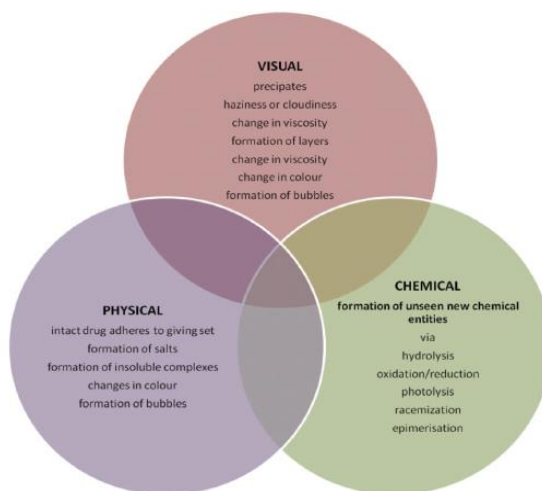 VISUAL
precipates
haziness or cloudiness
change in viscosity
formation of layers
change in viscosity
change in colour
formation of bubbles
PHYSICAL
intact drug adheres to giving set
formation of salts
formation of insoluble complexes
changes in colour
formation of bubbles
CHEMICAL
formation of unseen new chemical
entities
via
hydrolysis
oxidation/reduction
photolysis
racemization
epimerisation